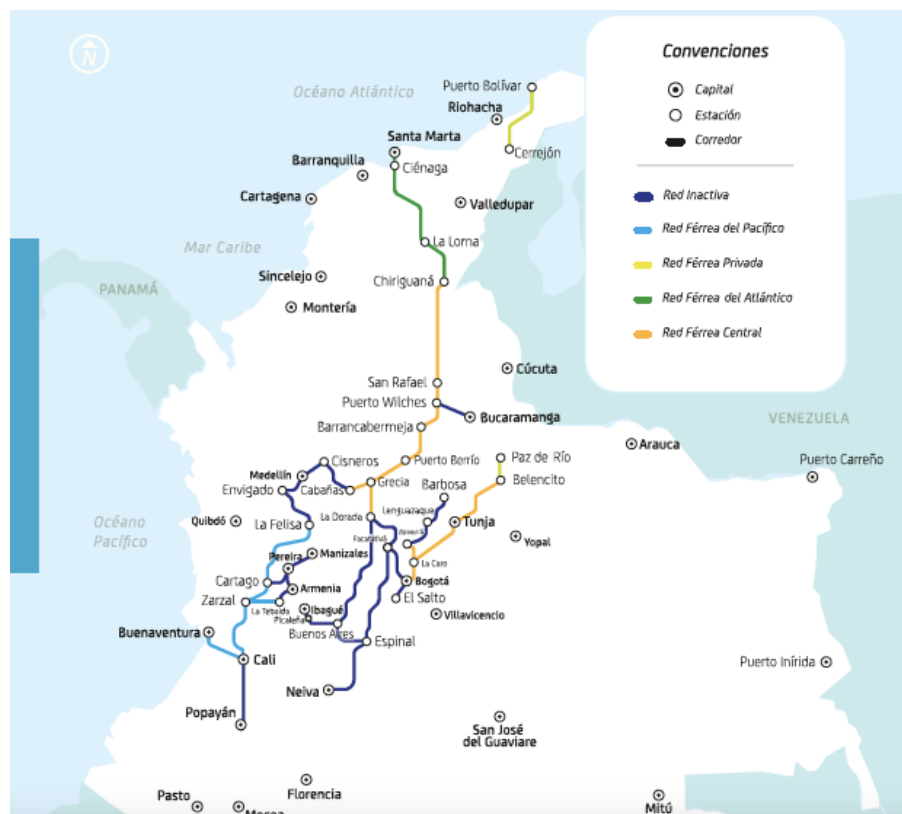 N
Convenciones
Capital
Estación
Corredor
Red Inactiva
Red Férrea del Pacífico
Red Férrea Privada
Red Férrea del Atlántico
Red Férrea Central
Océano Atlántico
Puerto Bolívar
Riohacha
Santa Marta
Cerrejón
Barranquilla
Ciénaga
Cartagena
Valledupar
Mar Caribe
La Lorna
Sincelejo
Chiriguaná
PANAMÁ
Montería
San Rafael
Cúcuta
Puerto Wilches
Bucaramanga
VENEZUELA
Barrancabermeja
Arauca
Cisneros
Puerto Berrío
Paz de Río
Puerto Carreño
Medellín
Grecia
Barbosa
Belencito
Envigado
Cabañas
Océano
Pacífico
Quibdó
La Felisa
La Dorada
Lenguazaque
Tunja
Yopal
Facatativá
Pereira
Manizales
La Caro
Cartago
Armenia
Bogotá
Zarzal
La Tebaida
Ibagué
El Salto
Picaleña
Villavicencio
Buenaventura
Buenos Aires
Espinal
Cali
Puerto Inírida
Neiva
Popayán
San José
del Guaviare
Florencia
Pasto
Mocoa
Mitú